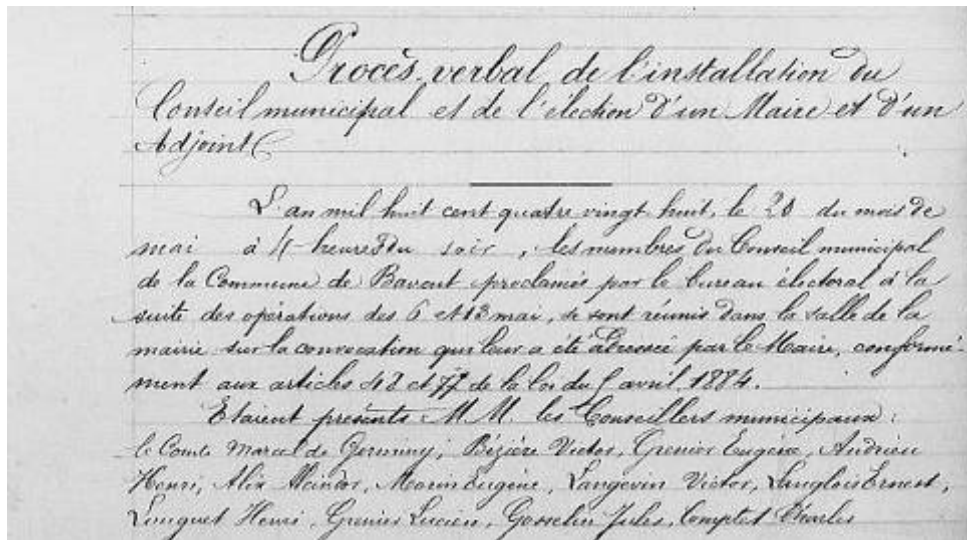 Procès verbal de l'installation du
Conseil municipal et de l'élection d'un Maire et d'un
Adjoint
L'an mil huit cent quatre vingt huit, le 20 du mois de
mai à 4 heures du soir, les membres du Conseil municipal
de la Commune de Bavent proclamés par le bureau électoral à la
suite des opérations des 6 et 13 mai, se sont réunis dans la salle de la
mairie sur la convocation que leur a été adressée par le Maire, conformé-
ment aux articles 48 et 77 de la loi du 5 avril 1884.
Etaient présents M.M. les Conseillers municipaux :
le Comte Marcel de Germiny, Bézière Victor, Grenier Eugène, Andrieu
Henri, Alix Alcindor, Morin Eugène, Langevin Victor, Langlois Ernest,
Longuet Henri, Grenier Lucien, Gosselin Jules, Comptet Charles